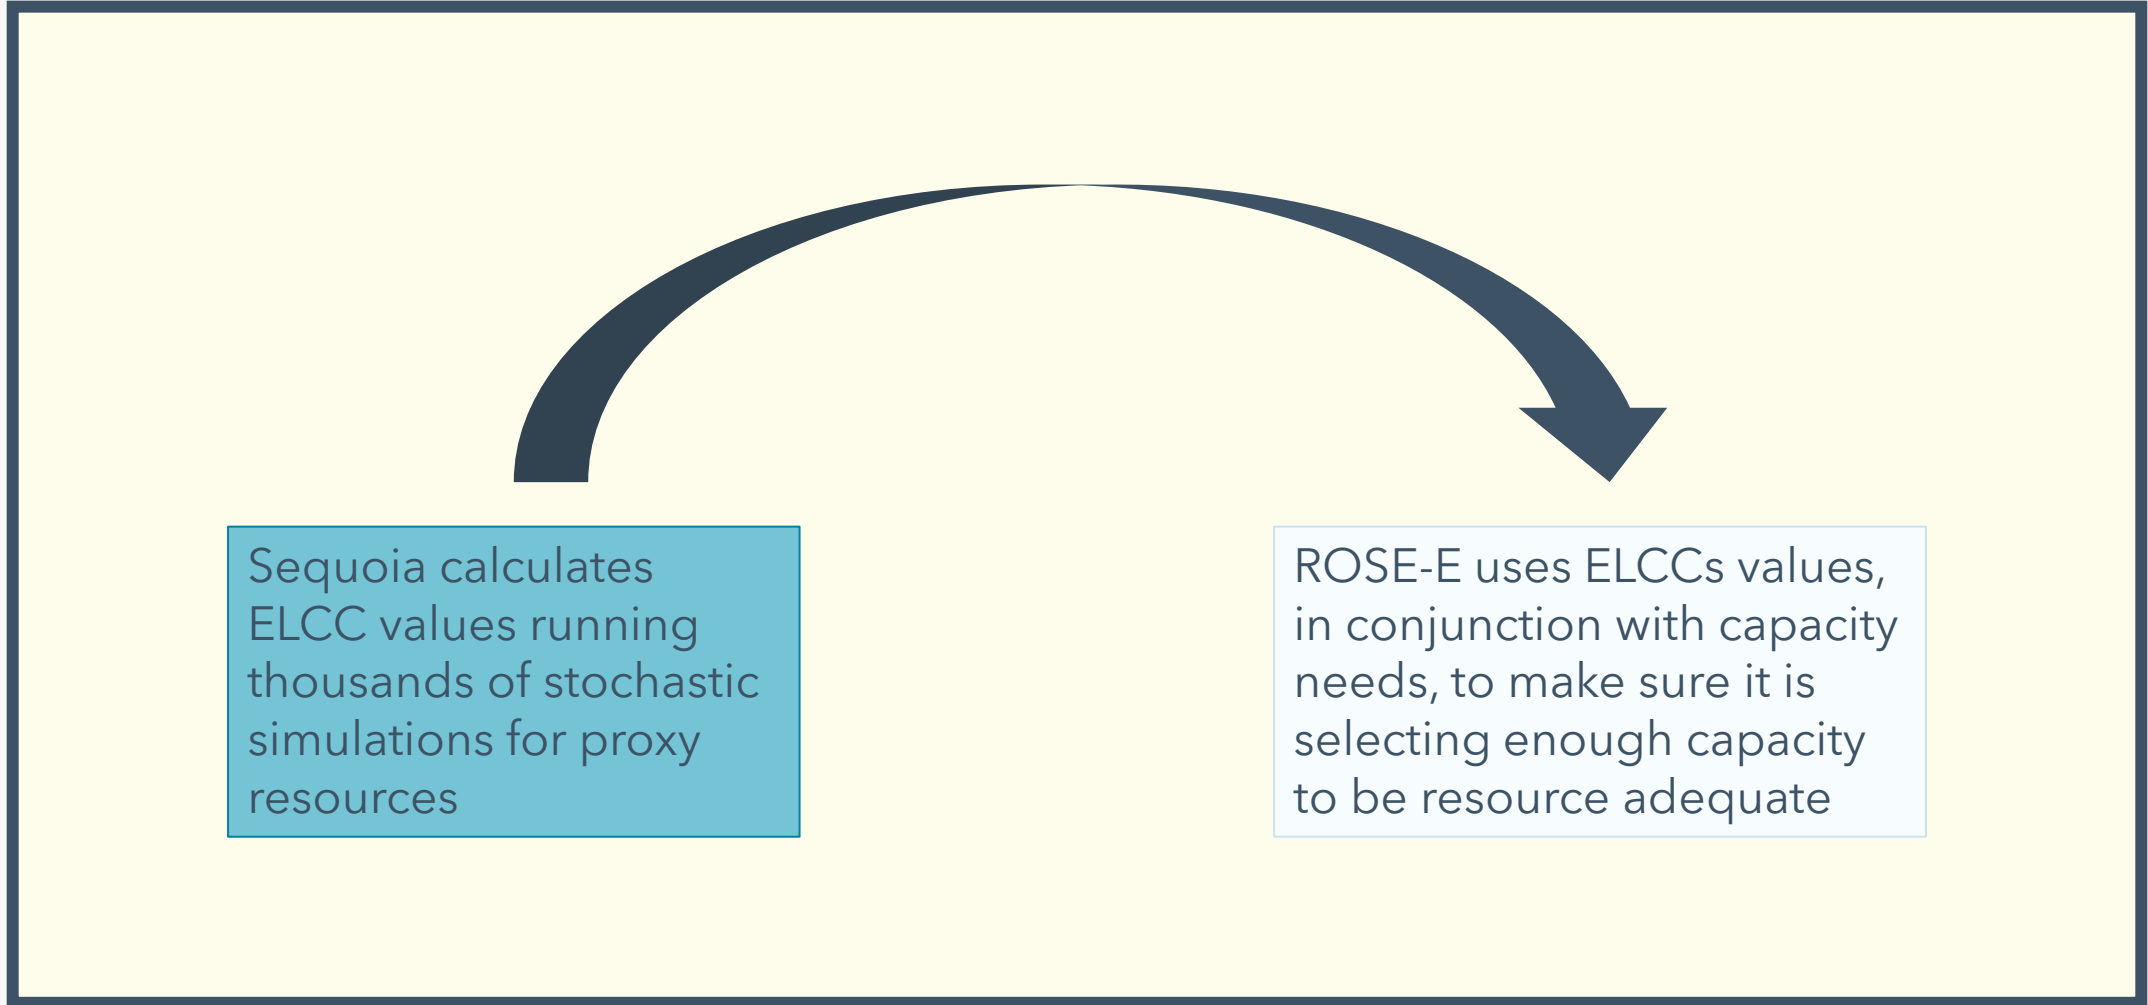 Sequoia calculates
ELCC values running
thousands of stochastic
simulations for proxy
resources
ROSE-E uses ELCCs values,
in conjunction with capacity
needs, to make sure it is
selecting enough capacity
to be resource adequate